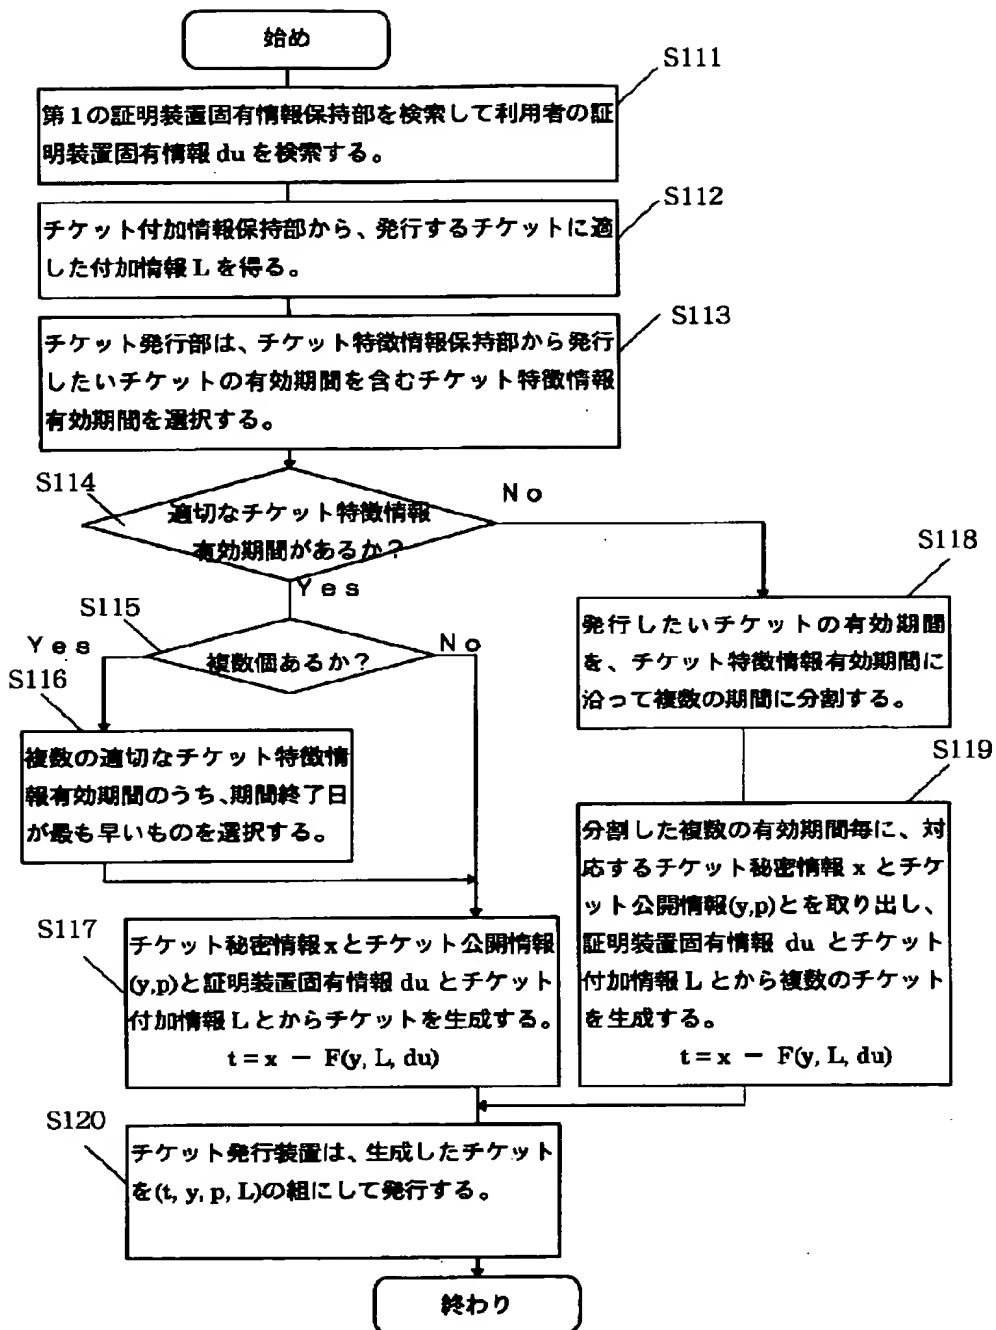 始め
S111
第1の証明装置固有情報保持部を検索して利用者の証
明装置固有情報 du を検索する。
S112
チケット付加情報保持部から、発行するチケットに適
した付加情報 L を得る。
S113
チケット発行部は、チケット特徴情報保持部から発行
したいチケットの有効期間を含むチケット特徴情報
有効期間を選択する。
S114
適切なチケット特徴情報
有効期間があるか？
No
Yes
S115
複数個あるか？
Yes
No
S116
複数の適切なチケット特徴情
報有効期間のうち、期間終了日
が最も早いものを選択する。
S117
チケット秘密情報 x とチケット公開情報
(y,p)と証明装置固有情報 du とチケット
付加情報 L とからチケットを生成する。
t = x − F(y, L, du)
S118
発行したいチケットの有効期間
を、チケット特徴情報有効期間に
沿って複数の期間に分割する。
S119
分割した複数の有効期間毎に、対
応するチケット秘密情報 x とチケ
ット公開情報(y,p)とを取り出し、
証明装置固有情報 du とチケット
付加情報 L とから複数のチケット
を生成する。
t = x − F(y, L, du)
S120
チケット発行装置は、生成したチケット
を(t, y, p, L)の組にして発行する。
終わり